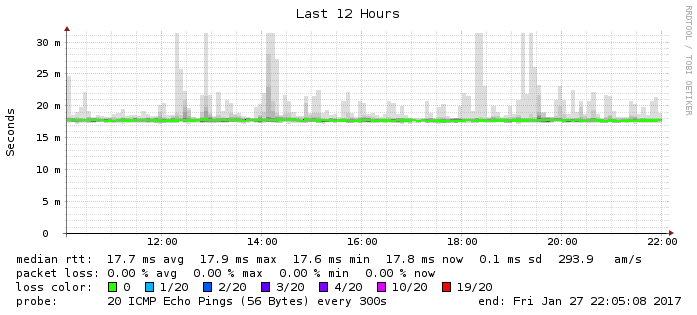 Last 12 Hours
RRDTOOL / TOBI OETIKER
Seconds
30 m
25 m
20 m
15 m
10 m
5 m
0
12:00 14:00 16:00 18:00 20:00 22:00
median rtt: 17.7 ms avg 17.9 ms max 17.6 ms min 17.8 ms now 0.1 ms sd 293.9 am/s
packet loss: 0.00 % avg 0.00 % max 0.00 % min 0.00 % now
loss color: 0 1/20 2/20 3/20 4/20 10/20 19/20
probe: 20 ICMP Echo Pings (56 Bytes) every 300s end: Fri Jan 27 22:05:08 2017